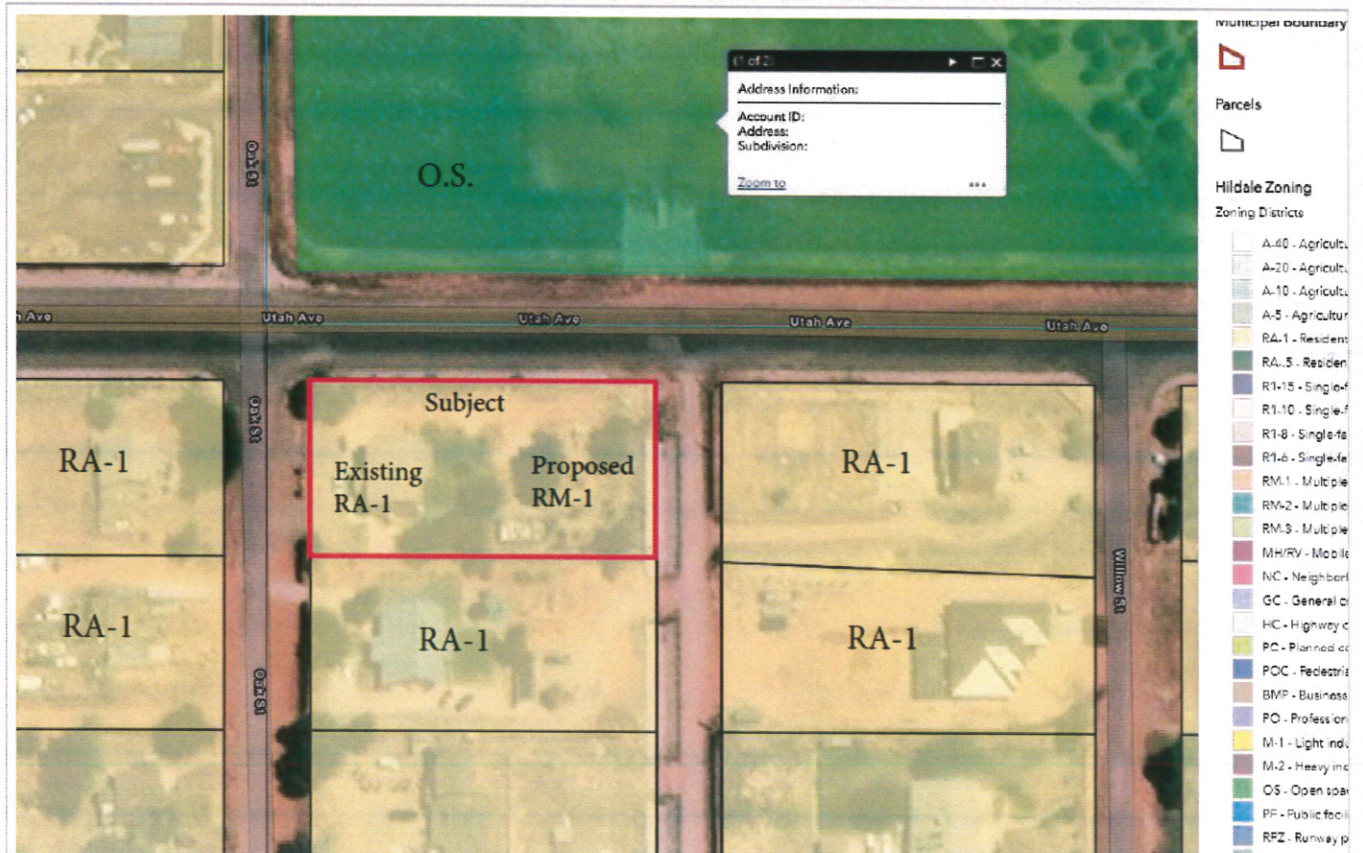 Municipal Boundary
Parcels
Hildale Zoning
Zoning Districts
A-40 - Agricultu
A-20 - Agricultu
A-10 - Agricultu
A-5 - Agricultur
RA-1 - Resident
RA-.5 - Residen
R1-15 - Single-f
R1-10 - Single-f
R1-8 - Single-fa
R1-6 - Single-fa
RM-1 - Multiple
RM-2 - Multiple
RM-3 - Multiple
MH/RV - Mobile
NC - Neighborh
GC - General co
HC - Highway c
PC - Planned co
POC - Pedestria
BMP - Business
PO - Profession
M-1 - Light indu
M-2 - Heavy ind
OS - Open spac
PF - Public facili
RPZ - Runway p
(1 of 2)
Address Information:
Account ID:
Address:
Subdivision:
Zoom to
O.S.
Oak St
h Ave
Utah Ave
Utah Ave
Utah Ave
Utah Ave
Subject
Oak St
RA-1
Existing
RA-1
Proposed
RM-1
RA-1
Willow St
RA-1
RA-1
RA-1
Oak St